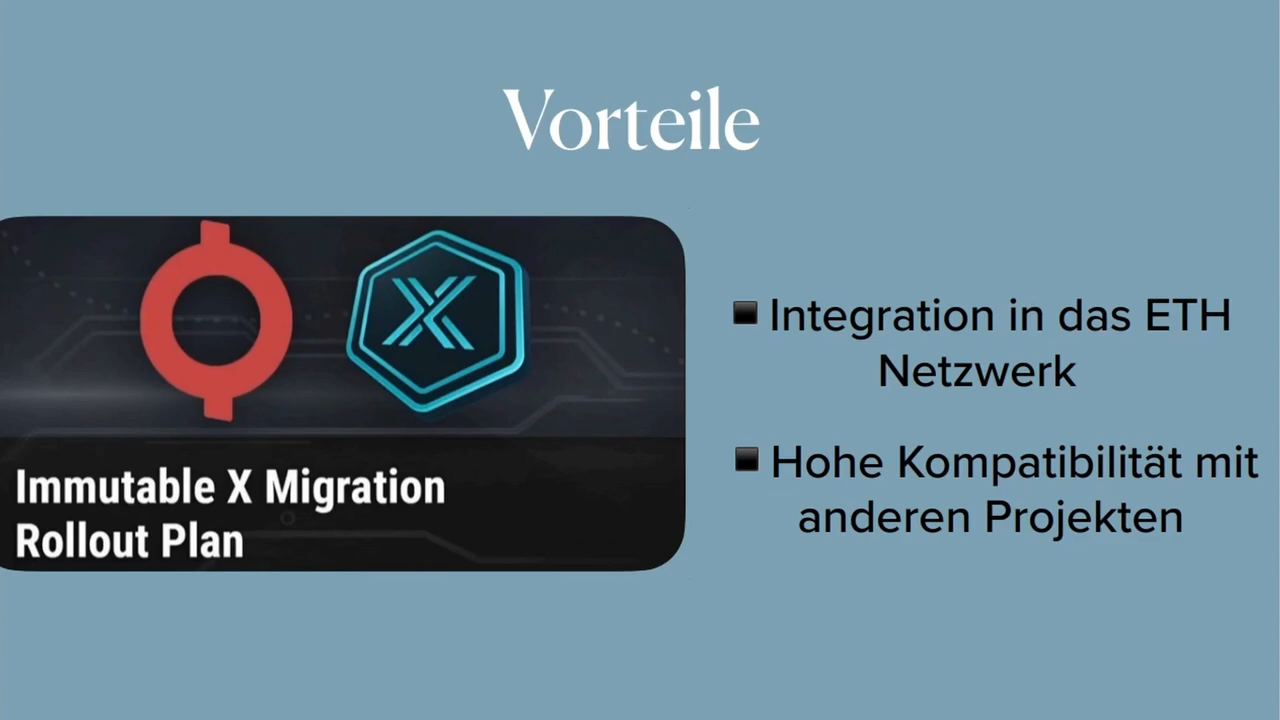 Vorteile
Immutable X Migration
Rollout Plan
▪Integration in das ETH
Netzwerk
▪Hohe Kompatibilität mit
anderen Projekten